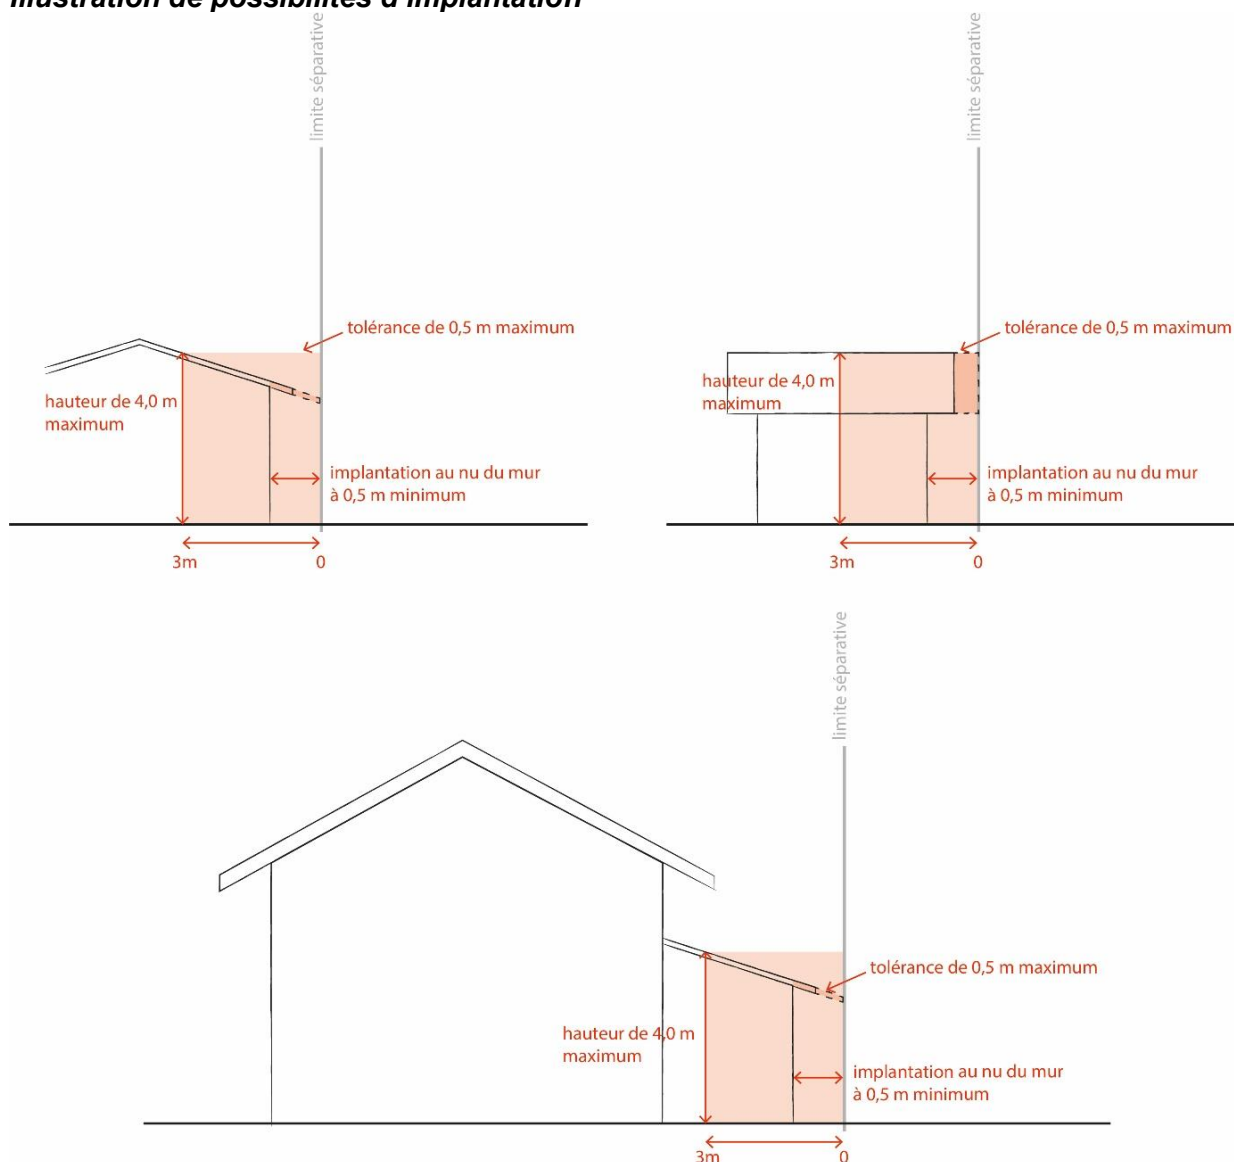 Illustration de possibilités d'implantation
limite séparative
tolérance de 0,5 m maximum
hauteur de 4,0 m
maximum
implantation au nu du mur
à 0,5 m minimum
3m
0
limite séparative
tolérance de 0,5 m maximum
hauteur de 4,0 m
maximum
implantation au nu du mur
à 0,5 m minimum
3m
0
limite séparative
tolérance de 0,5 m maximum
hauteur de 4,0 m
maximum
implantation au nu du mur
à 0,5 m minimum
3m
0